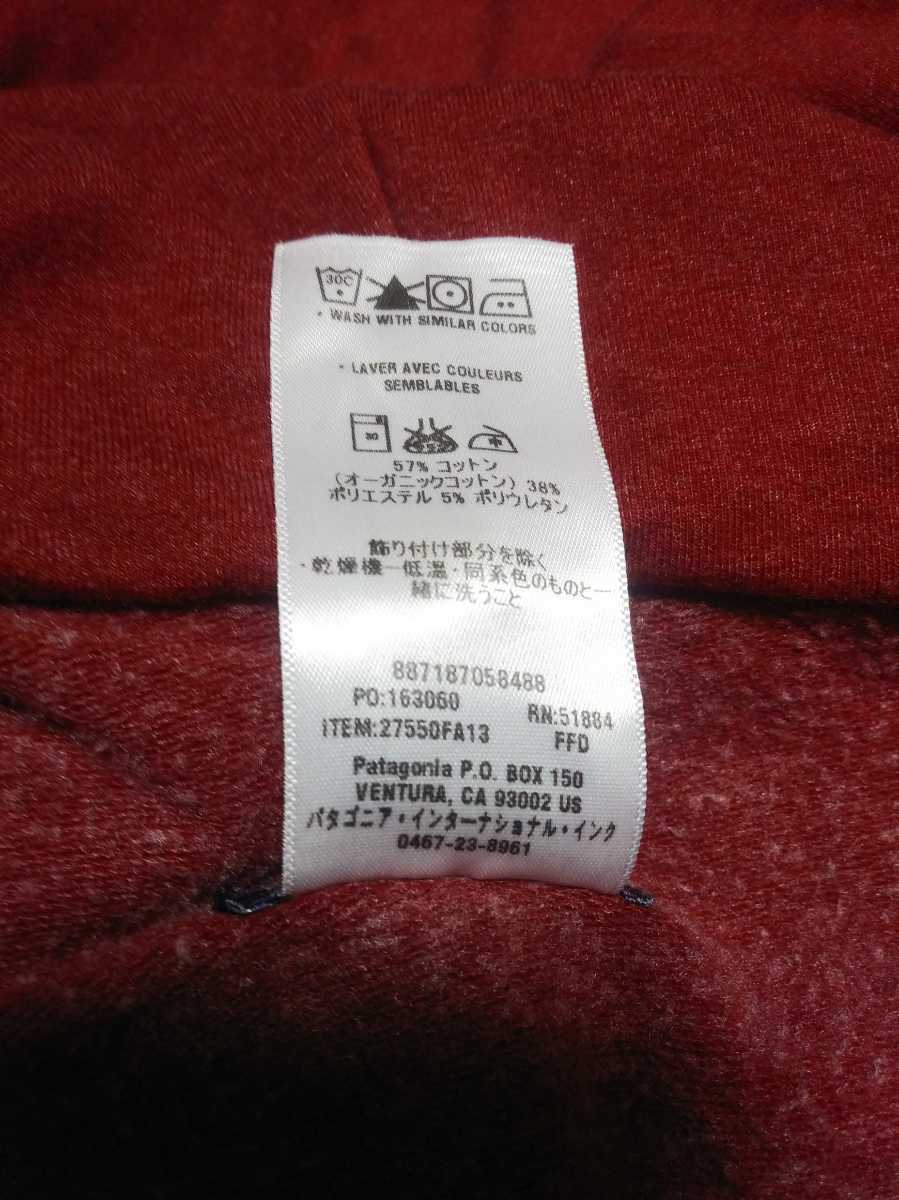 30C
• WASH WITH SIMILAR COLORS
• LAVER AVEC COULEURS
SEMBLABLES
30
中
57% コットン
(オーガニックコットン) 38%
ポリエステル 5% ポリウレタン
飾り付け部分を除く
・乾燥機－低温・同系色のものと一
緒に洗うこと
887187058488
PO:163060 RN:51884
ITEM:27550FA13 FFD
Patagonia P.O. BOX 150
VENTURA, CA 93002 US
パタゴニア・インターナショナル・インク
0467-23-8961